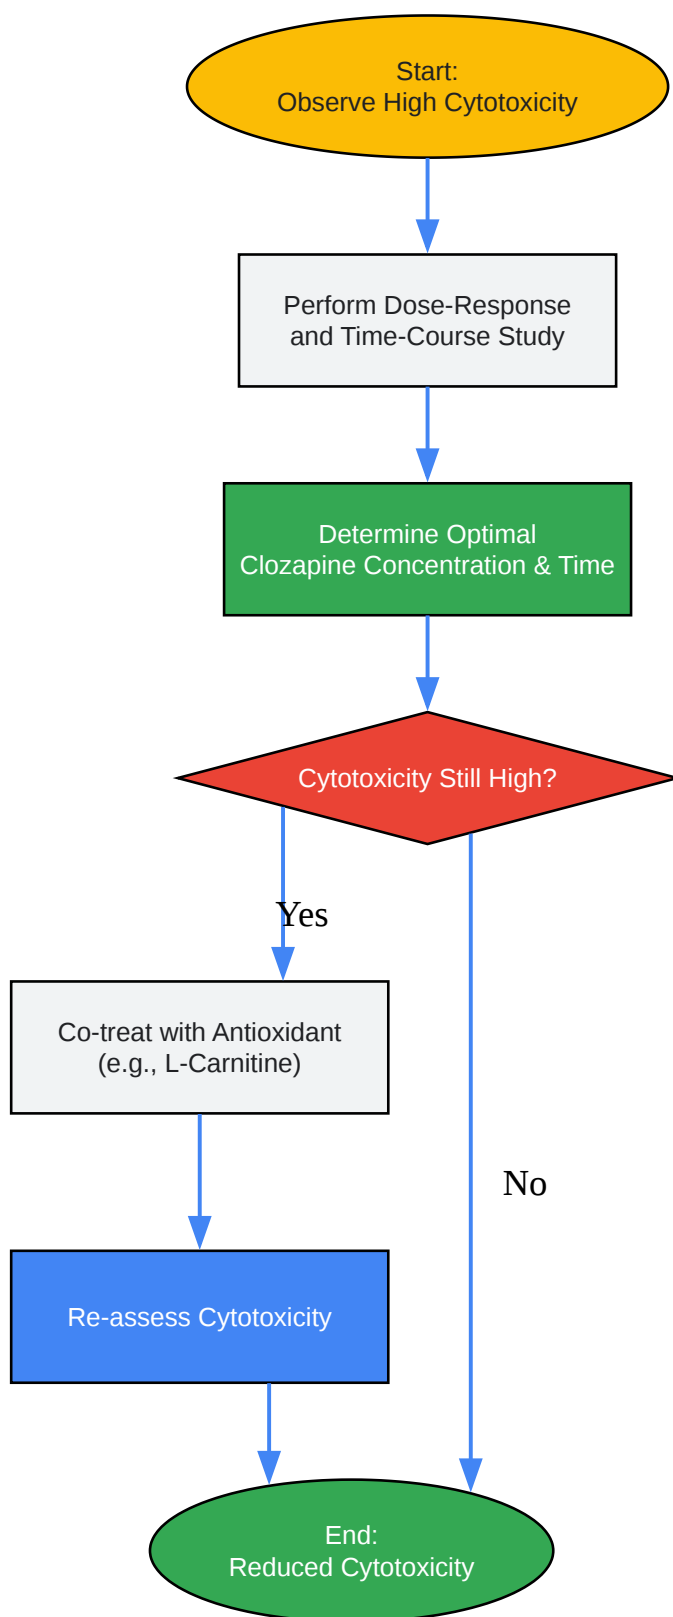 Start:
Observe High Cytotoxicity
Perform Dose-Response
and Time-Course Study
Determine Optimal
Clozapine Concentration & Time
Cytotoxicity Still High?
Yes
Co-treat with Antioxidant
(e.g., L-Carnitine)
No
Re-assess Cytotoxicity
End:
Reduced Cytotoxicity